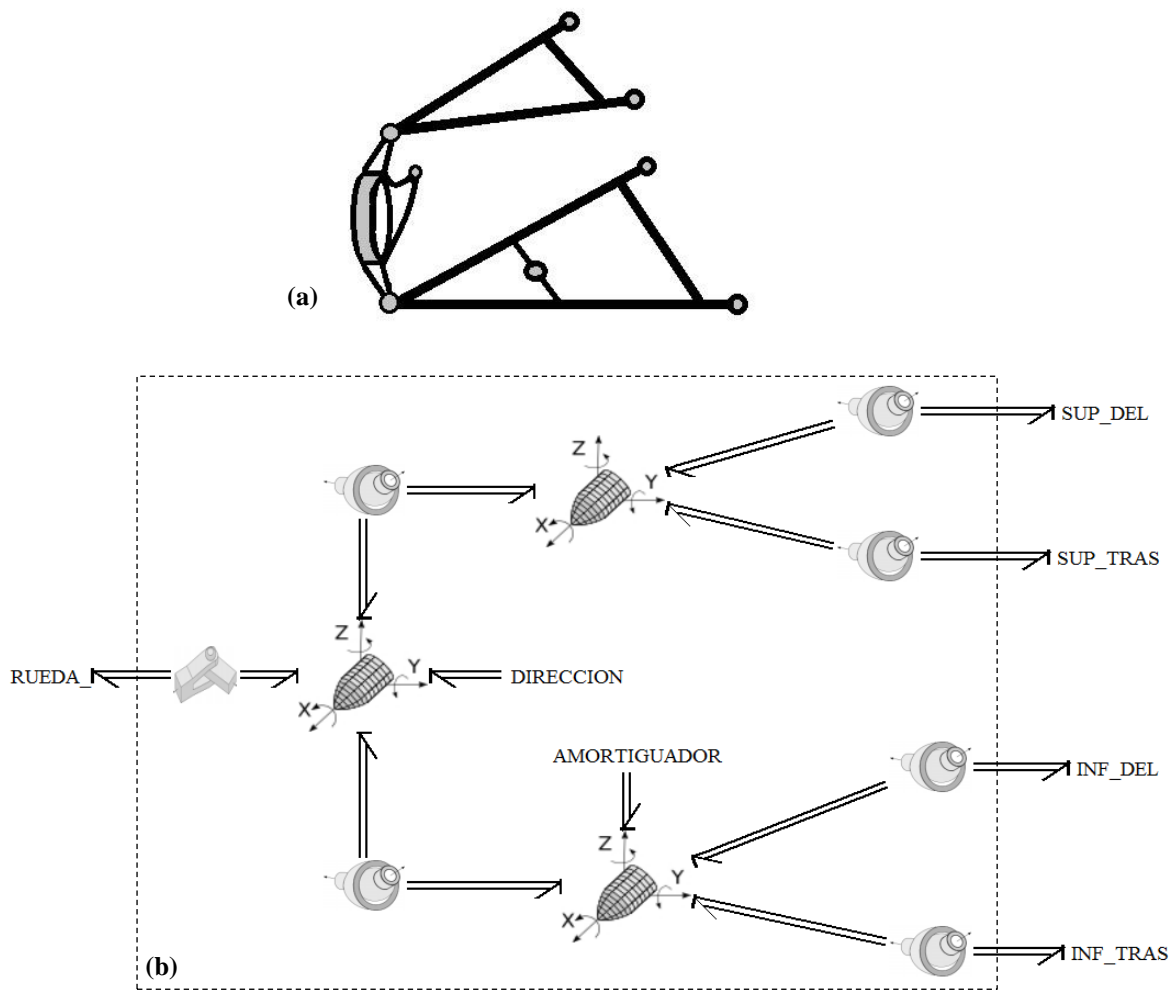 (a)
SUP_DEL
Z
Y
X
SUP_TRAS
Z
RUEDA_
Y
DIRECCION
X
AMORTIGUADOR
INF_DEL
Z
Y
X
INF_TRAS
(b)